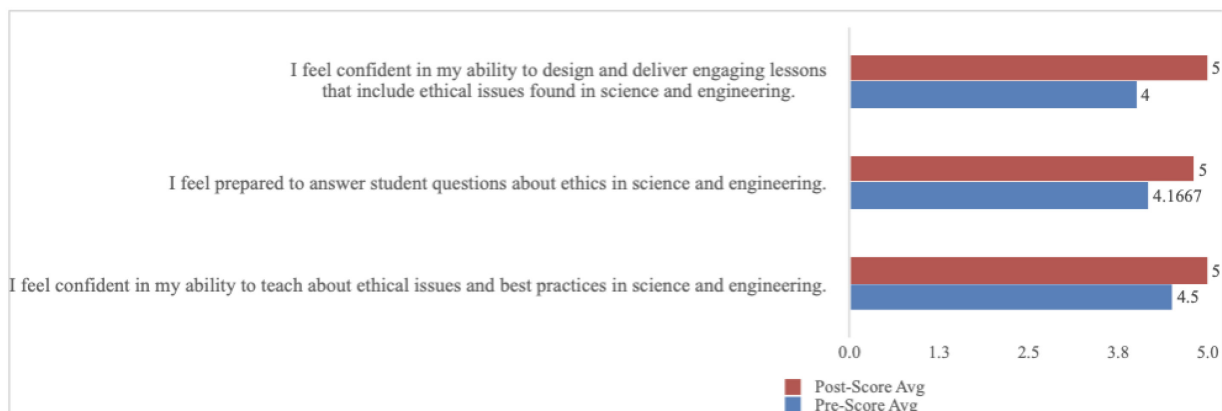 I feel confident in my ability to design and deliver engaging lessons
that include ethical issues found in science and engineering.
5
4
I feel prepared to answer student questions about ethics in science and engineering.
5
4.1667
I feel confident in my ability to teach about ethical issues and best practices in science and engineering.
5
4.5
0.0 1.3 2.5 3.8 5.0
Post-Score Avg
Pre-Score Avg